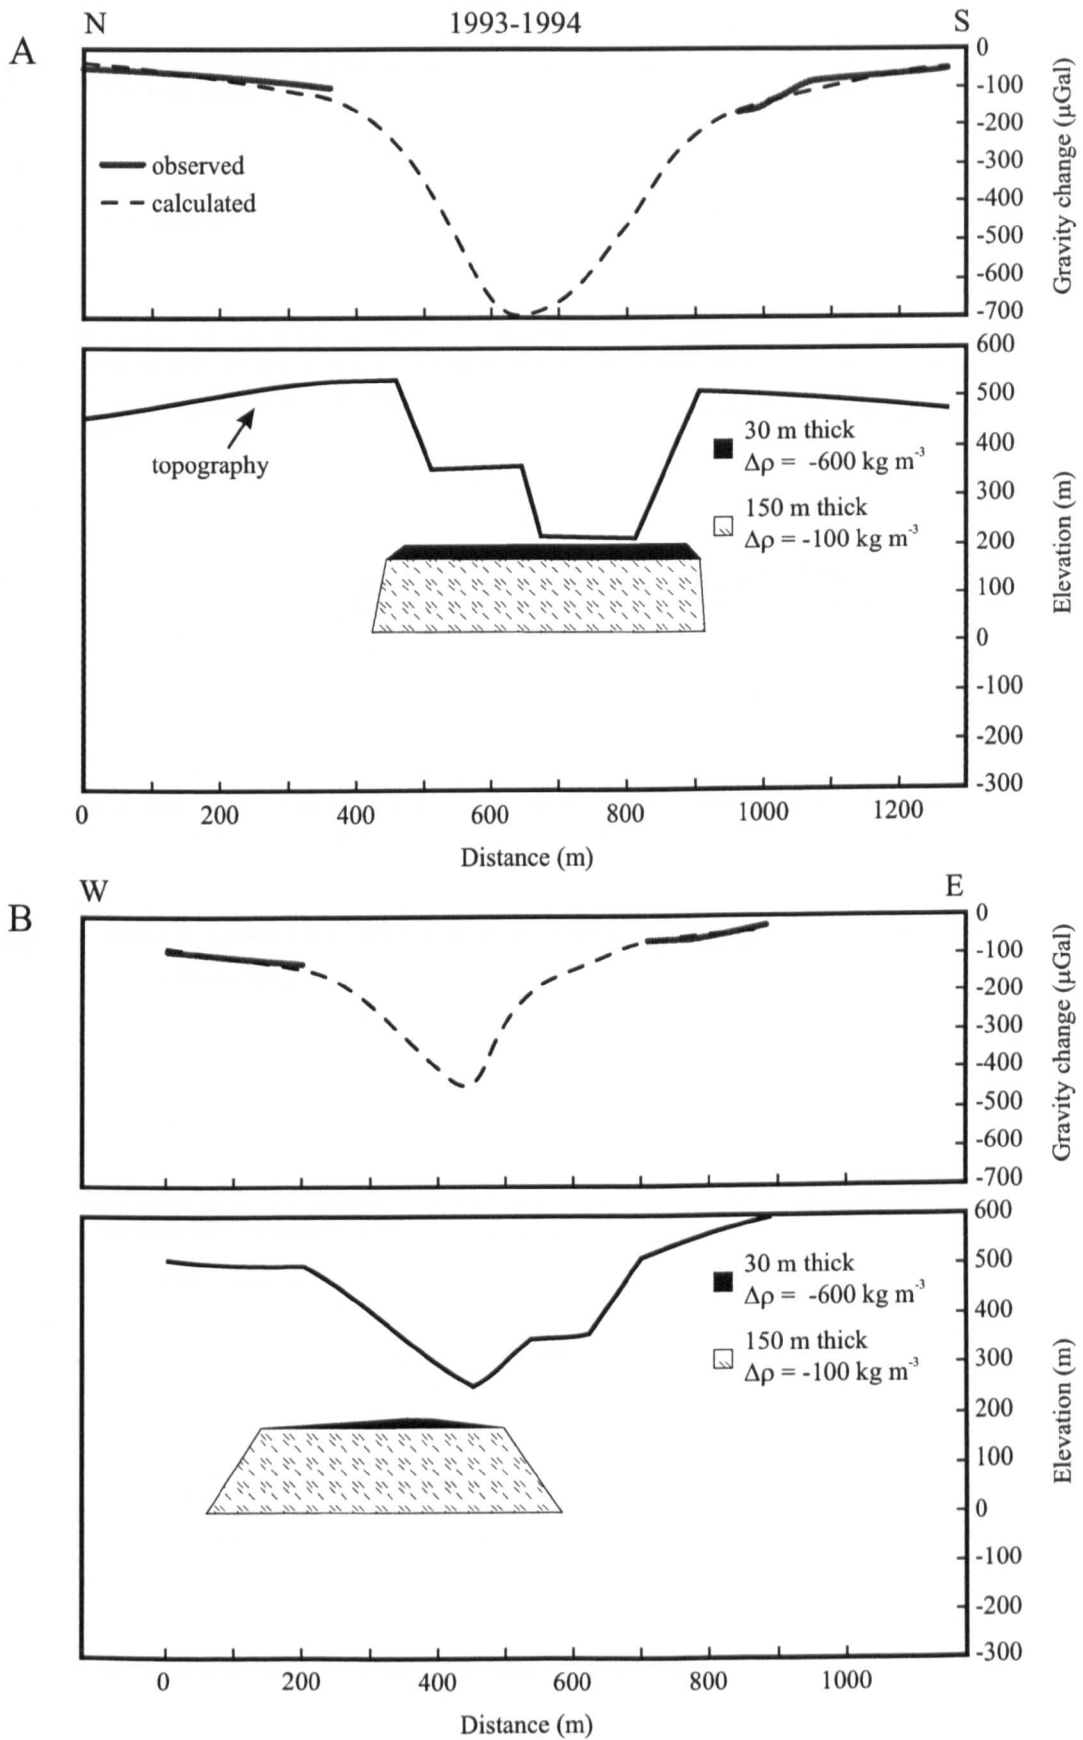 N 1993-1994 S
A
0
-100
-200
-300
-400
-500
-600
-700
Gravity change (μGal)
observed
calculated
600
500
400
300
200
100
0
-100
-200
-300
Elevation (m)
topography
30 m thick
Δρ = -600 kg m⁻³
150 m thick
Δρ = -100 kg m⁻³
0 200 400 600 800 1000 1200
Distance (m)
W E
B
0
-100
-200
-300
-400
-500
-600
-700
Gravity change (μGal)
600
500
400
300
200
100
0
-100
-200
-300
Elevation (m)
30 m thick
Δρ = -600 kg m⁻³
150 m thick
Δρ = -100 kg m⁻³
0 200 400 600 800 1000
Distance (m)